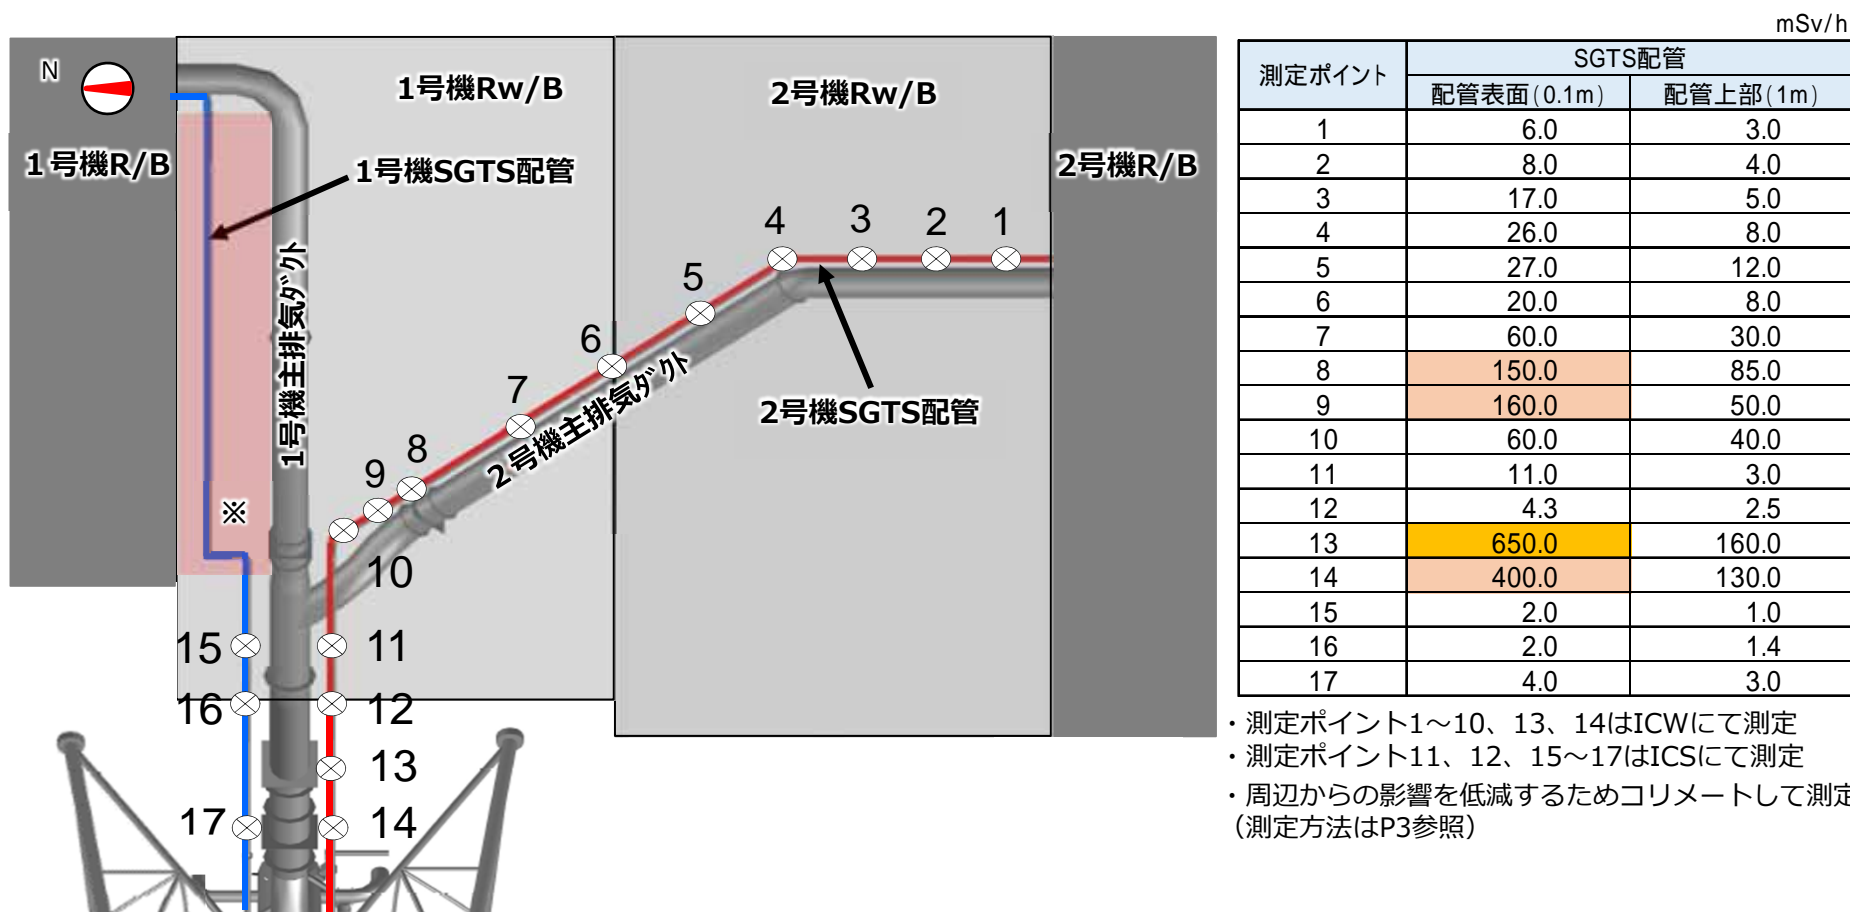 N
1号機R/B
1号機Rw/B
2号機Rw/B
2号機R/B
1号機SGTS配管
1号機主排気ダクト
2号機主排気ダクト
2号機SGTS配管
※
4
3
2
1
5
6
7
8
9
10
15
11
16
12
13
17
14
mSv/h
測定ポイント SGTS配管
配管表面(0.1m) 配管上部(1m)
1 6.0 3.0
2 8.0 4.0
3 17.0 5.0
4 26.0 8.0
5 27.0 12.0
6 20.0 8.0
7 60.0 30.0
8 150.0 85.0
9 160.0 50.0
10 60.0 40.0
11 11.0 3.0
12 4.3 2.5
13 650.0 160.0
14 400.0 130.0
15 2.0 1.0
16 2.0 1.4
17 4.0 3.0
・測定ポイント1～10、13、14はICWにて測定
・測定ポイント11、12、15～17はICSにて測定
・周辺からの影響を低減するためコリメートして測定
（測定方法はP3参照）